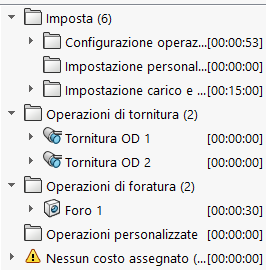 Imposta (6)
Configurazione operaz...[00:00:53]
Impostazione personal...[00:00:00]
Impostazione carico e ...[00:15:00]
Operazioni di tornitura (2)
Tornitura OD 1 [00:00:00]
Tornitura OD 2 [00:00:00]
Operazioni di foratura (2)
Foro 1 [00:00:30]
Operazioni personalizzate [00:00:00]
Nessun costo assegnato (... [00:00:00]